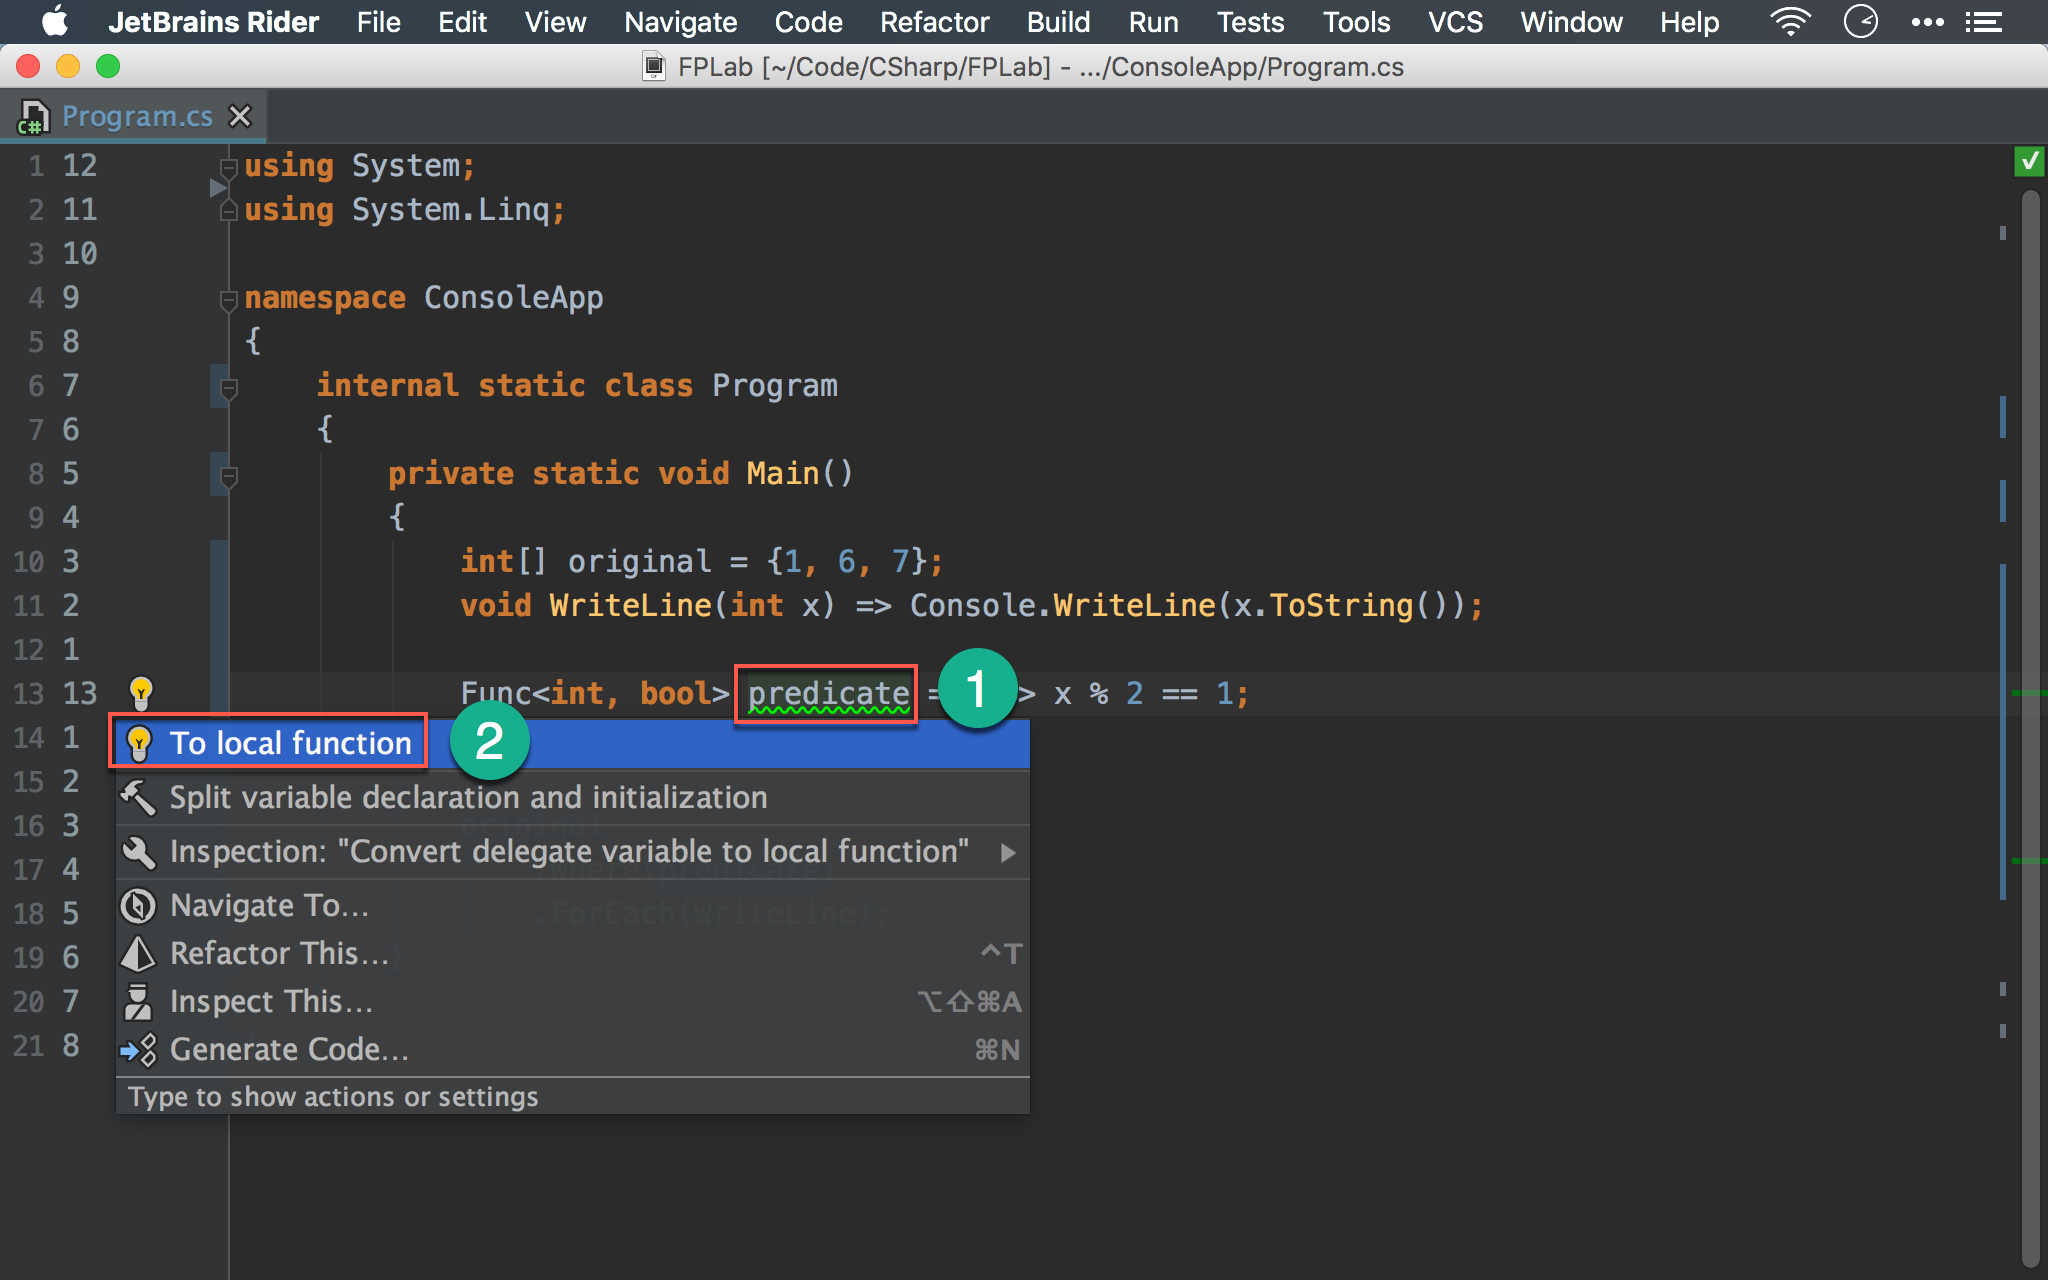 JetBrains Rider File Edit View Navigate Code Refactor Build Run Tests Tools VCS Window Help
FPLab [~/Code/CSharp/FPLab] - .../ConsoleApp/Program.cs
C# Program.cs
1 12 using System;
2 11 using System.Linq;
3 10
4 9 namespace ConsoleApp
5 8 {
6 7 internal static class Program
7 6 {
8 5 private static void Main()
9 4 {
10 3 int[] original = {1, 6, 7};
11 2 void WriteLine(int x) => Console.WriteLine(x.ToString());
12 1
13 13 Func<int, bool> predicate = 1 > x % 2 == 1;
14 1 To local function 2
15 2 Split variable declaration and initialization
16 3 original
17 4 Inspection: "Convert delegate variable to local function"
.Where(predicate)
18 5 Navigate To...
.ForEach(WriteLine);
19 6 Refactor This... ^T
}
20 7 Inspect This... ⌥⇧⌘A
21 8 Generate Code... ⌘N
Type to show actions or settings